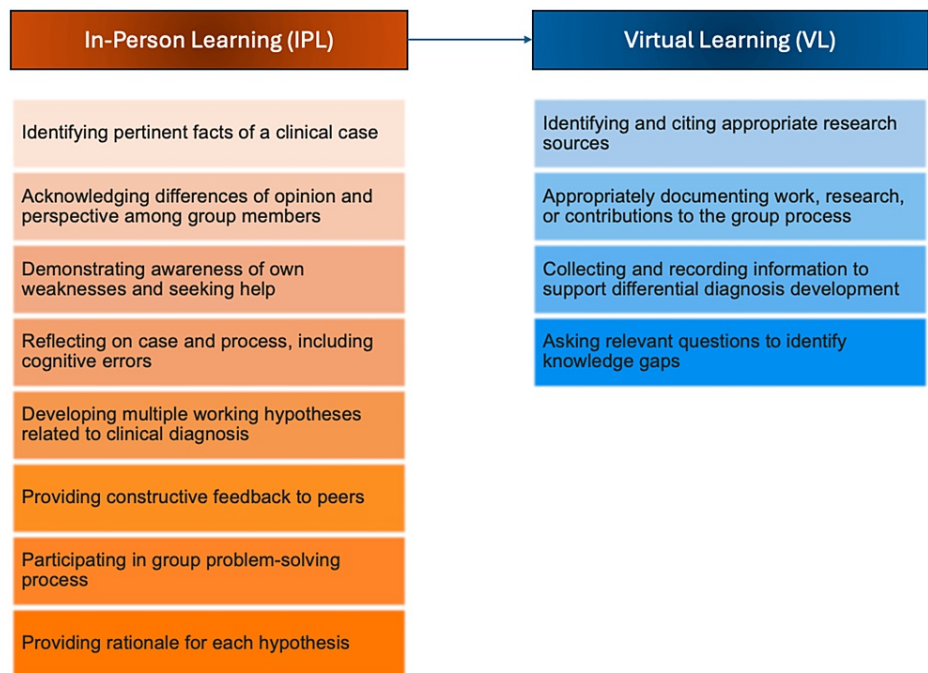 In-Person Learning (IPL)
Virtual Learning (VL)
Identifying pertinent facts of a clinical case
Acknowledging differences of opinion and
perspective among group members
Demonstrating awareness of own
weaknesses and seeking help
Reflecting on case and process, including
cognitive errors
Developing multiple working hypotheses
related to clinical diagnosis
Providing constructive feedback to peers
Participating in group problem-solving
process
Providing rationale for each hypothesis
Identifying and citing appropriate research
sources
Appropriately documenting work, research,
or contributions to the group process
Collecting and recording information to
support differential diagnosis development
Asking relevant questions to identify
knowledge gaps